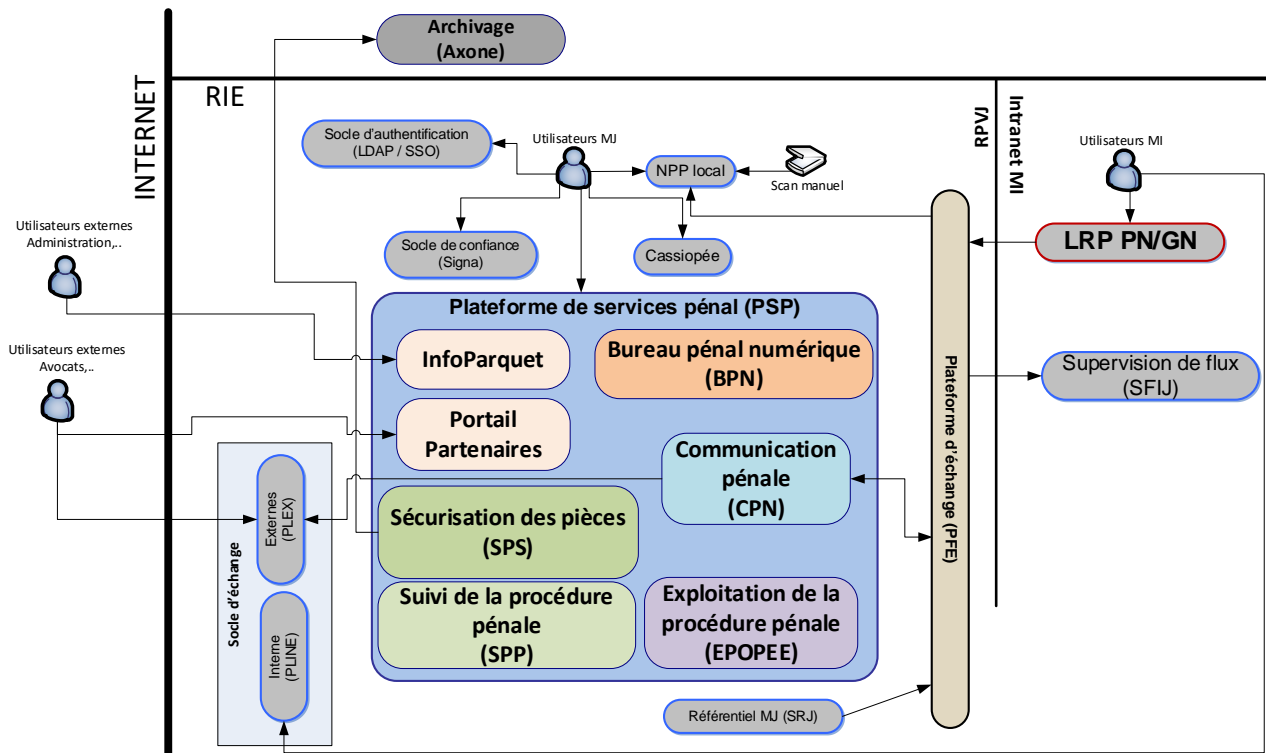 Archivage
(Axone)
INTERNET
RIE
RPVJ
Intranet MI
Socle d'authentification
(LDAP / SSO)
Utilisateurs MJ
NPP local
Scan manuel
Utilisateurs MI
Socle de confiance
(Signa)
Cassiopée
LRP PN/GN
Utilisateurs externes
Administration,..
Plateforme de services pénal (PSP)
InfoParquet
Bureau pénal numérique
(BPN)
Supervision de flux
(SFIJ)
Utilisateurs externes
Avocats,..
Portail
Partenaires
Communication
pénale
(CPN)
Plateforme d'échange (PFE)
Socle d'échange
Externes
(PLEX)
Interne
(PLINE)
Sécurisation des pièces
(SPS)
Suivi de la procédure
pénale
(SPP)
Exploitation de la
procédure pénale
(EPOPEE)
Référentiel MJ (SRJ)